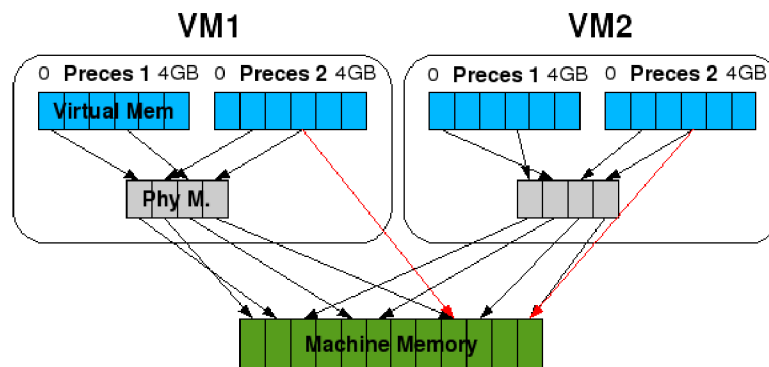 VM1 VM2
0 Preces 1 4GB 0 Preces 2 4GB 0 Preces 1 4GB 0 Preces 2 4GB
Virtual Mem
Phy M.
Machine Memory